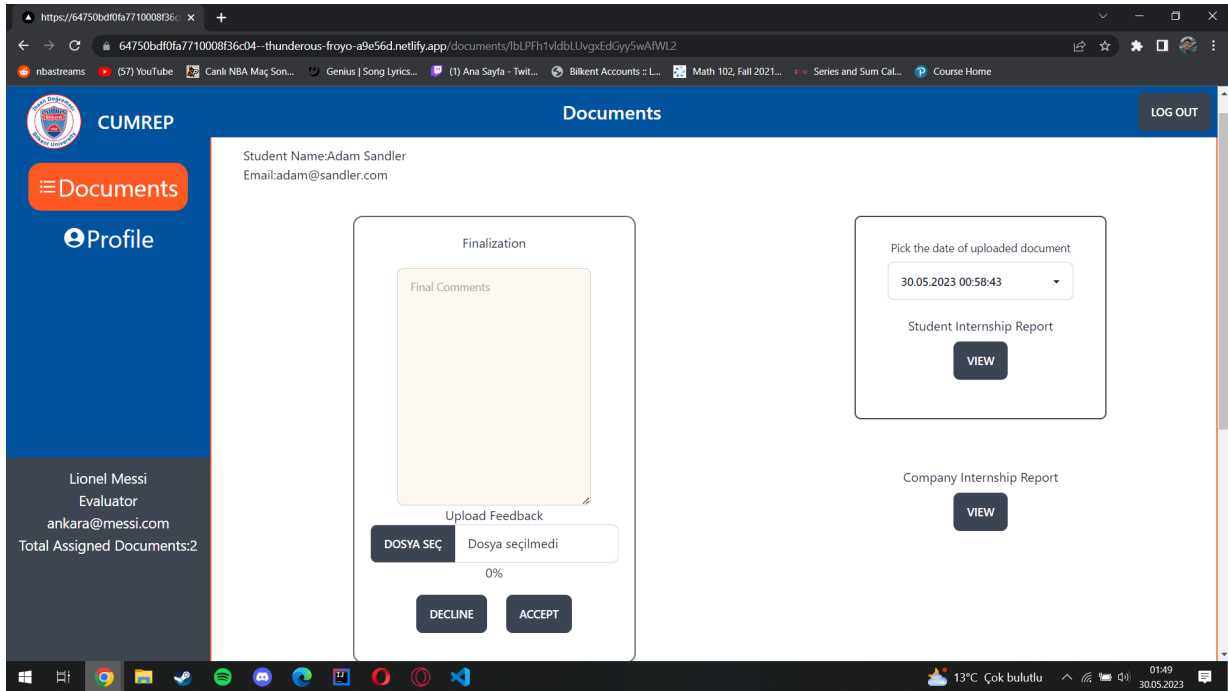 https://64750bdf0fa7710008f36c
64750bdf0fa7710008f36c04--thunderous-froyo-a9e56d.netlify.app/documents/lbLPFh1vldbLUvgxEdGyy5wAfWL2
nbastreams (57) YouTube Canlı NBA Maç Son... Genius | Song Lyrics... (1) Ana Sayfa - Twit... Bilkent Accounts :: L... Math 102, Fall 2021... Series and Sum Cal... Course Home
CUMREP
Documents
LOG OUT
Documents
Profile
Lionel Messi
Evaluator
ankara@messi.com
Total Assigned Documents:2
Student Name:Adam Sandler
Email:adam@sandler.com
Finalization
Final Comments
Upload Feedback
DOSYA SEÇ Dosya seçilmedi
0%
DECLINE ACCEPT
Pick the date of uploaded document
30.05.2023 00:58:43
Student Internship Report
VIEW
Company Internship Report
VIEW
13°C Çok bulutlu
01:49
30.05.2023